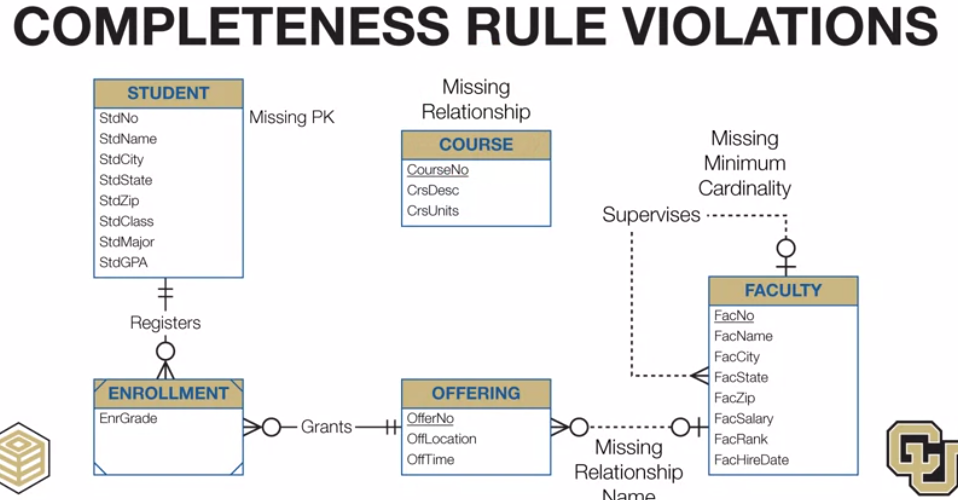 COMPLETENESS RULE VIOLATIONS
STUDENT
StdNo
StdName
StdCity
StdState
StdZip
StdClass
StdMajor
StdGPA
Missing PK
Missing
Relationship
COURSE
CourseNo
CrsDesc
CrsUnits
Missing
Minimum
Cardinality
Supervises
FACULTY
FacNo
FacName
FacCity
FacState
FacZip
FacSalary
FacRank
FacHireDate
Registers
ENROLLMENT
EnrGrade
Grants
OFFERING
OfferNo
OffLocation
OffTime
Missing
Relationship
Name
CU